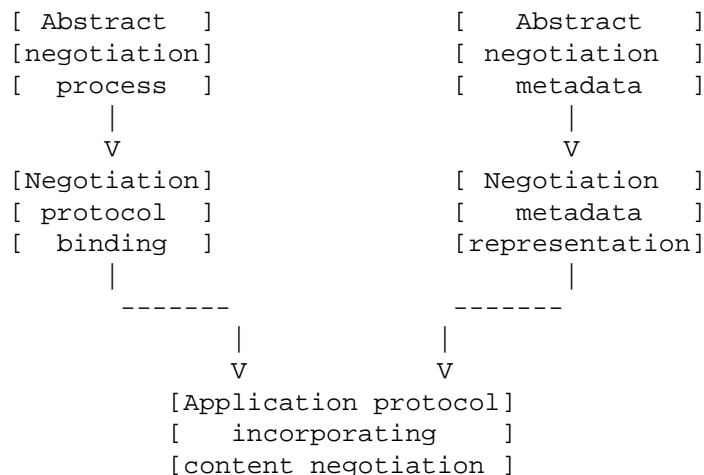 [ Abstract  ]                [   Abstract    ]
[negotiation]                [  negotiation  ]
[  process  ]                [   metadata    ]
      |                              |
      V                              V
[Negotiation]                [  Negotiation  ]
[ protocol  ]                [   metadata    ]
[  binding  ]                [representation]
      |                              |
       -------                -------
              |              |
              V              V
          [Application protocol]
          [    incorporating    ]
          [content negotiation ]